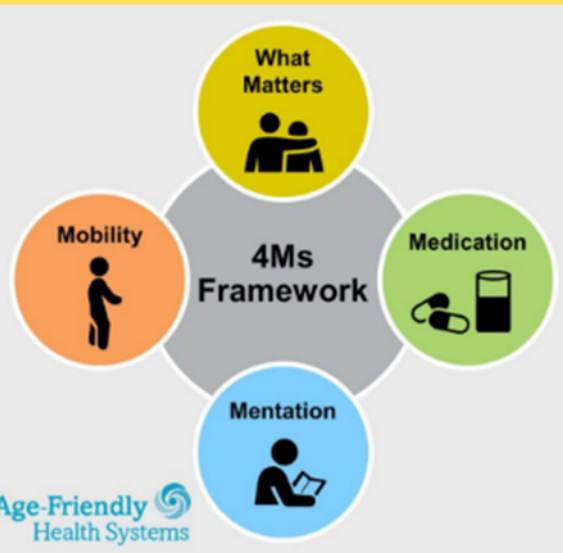 What
Matters
Mobility
4Ms
Framework
Medication
Mentation
Age-Friendly
Health Systems